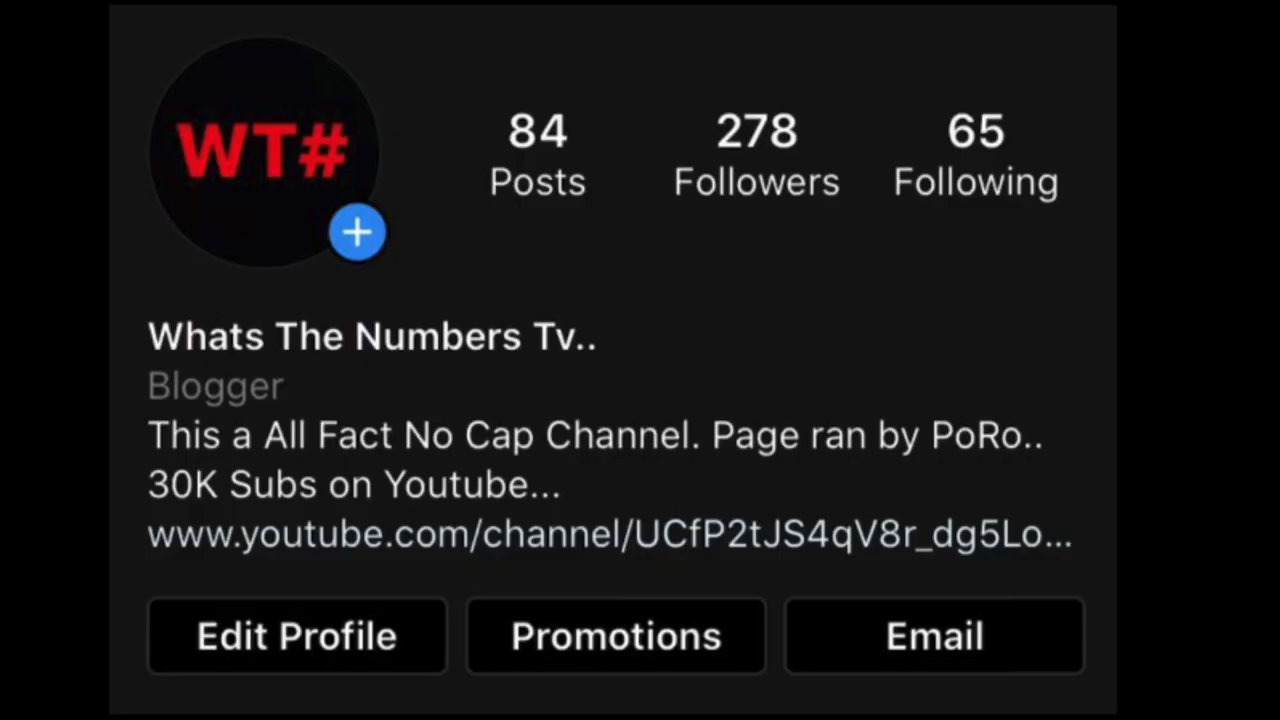 WT#
84 278 65
Posts Followers Following
Whats The Numbers Tv..
Blogger
This a All Fact No Cap Channel. Page ran by PoRo..
30K Subs on Youtube...
www.youtube.com/channel/UCfP2tJS4qV8r_dg5Lo...
Edit Profile Promotions Email